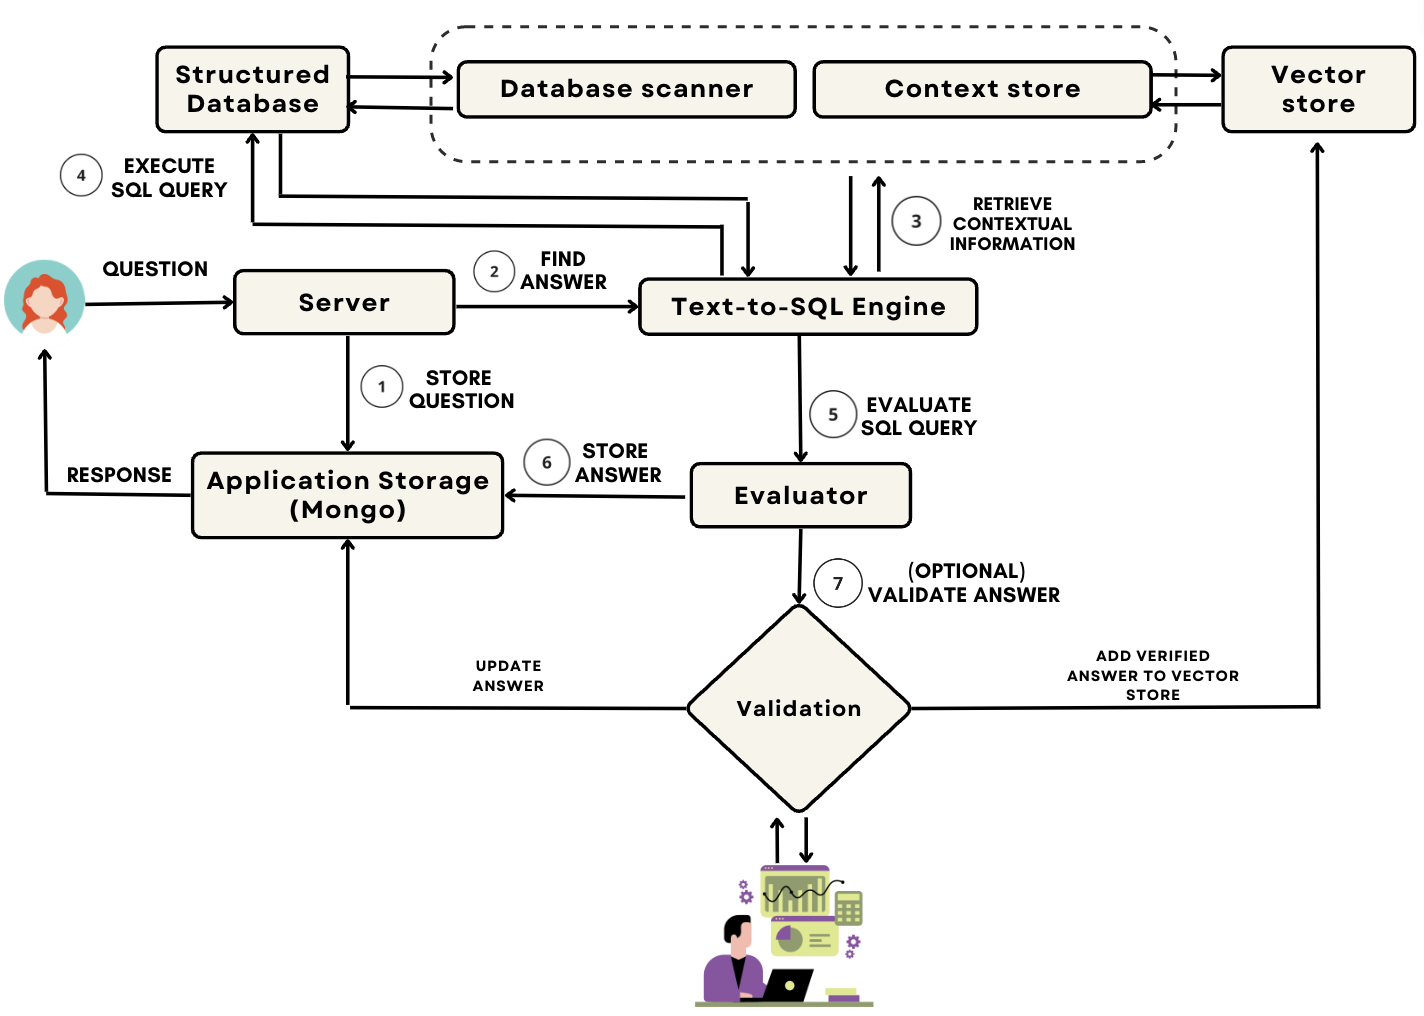 Structured
Database
Database scanner
Context store
Vector
store
4
EXECUTE
SQL QUERY
3
RETRIEVE
CONTEXTUAL
INFORMATION
QUESTION
Server
2
FIND
ANSWER
Text-to-SQL Engine
1
STORE
QUESTION
5
EVALUATE
SQL QUERY
RESPONSE
Application Storage
(Mongo)
6
STORE
ANSWER
Evaluator
7
(OPTIONAL)
VALIDATE ANSWER
UPDATE
ANSWER
Validation
ADD VERIFIED
ANSWER TO VECTOR
STORE